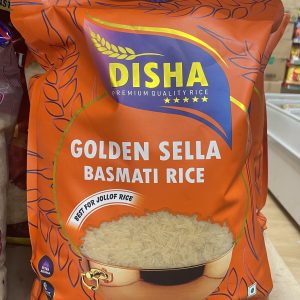 DISHA
PREMIUM QUALITY RICE
GOLDEN SELLA
BASMATI RICE
BEST FOR JOLLOF RICE